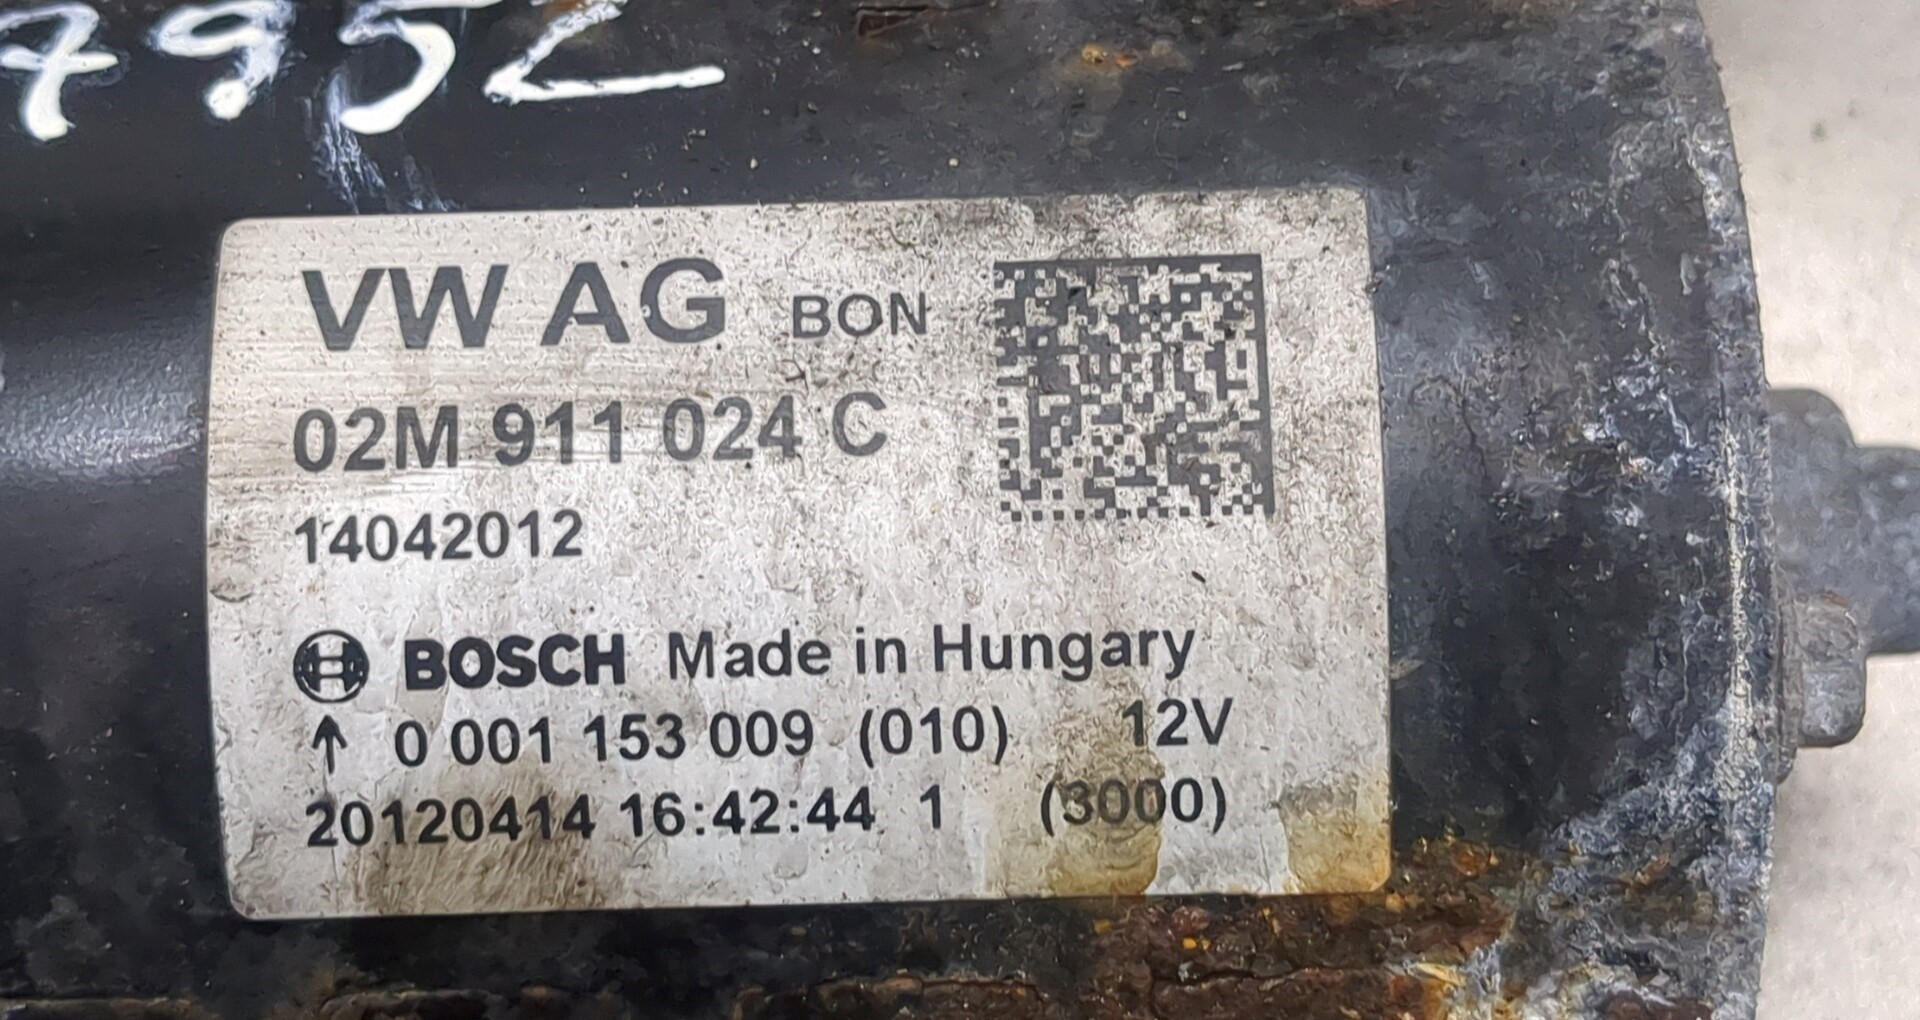 7952
VW AG BON
02M 911 024 C
14042012
BOSCH Made in Hungary
↑ 0 001 153 009 (010) 12V
20120414 16:42:44 1 (3000)